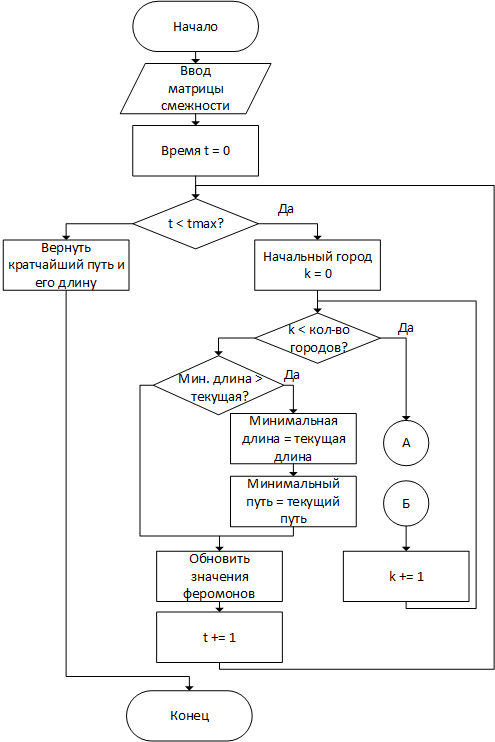 Начало
Ввод
матрицы
смежности
Время t = 0
t < tmax?
Да
Вернуть
кратчайший путь и
его длину
Начальный город
k = 0
k < кол-во
городов?
Да
Мин. длина >
текущая?
Да
Минимальная
длина = текущая
длина
А
Минимальный
путь = текущий
путь
Б
Обновить
значения
феромонов
k += 1
t += 1
Конец